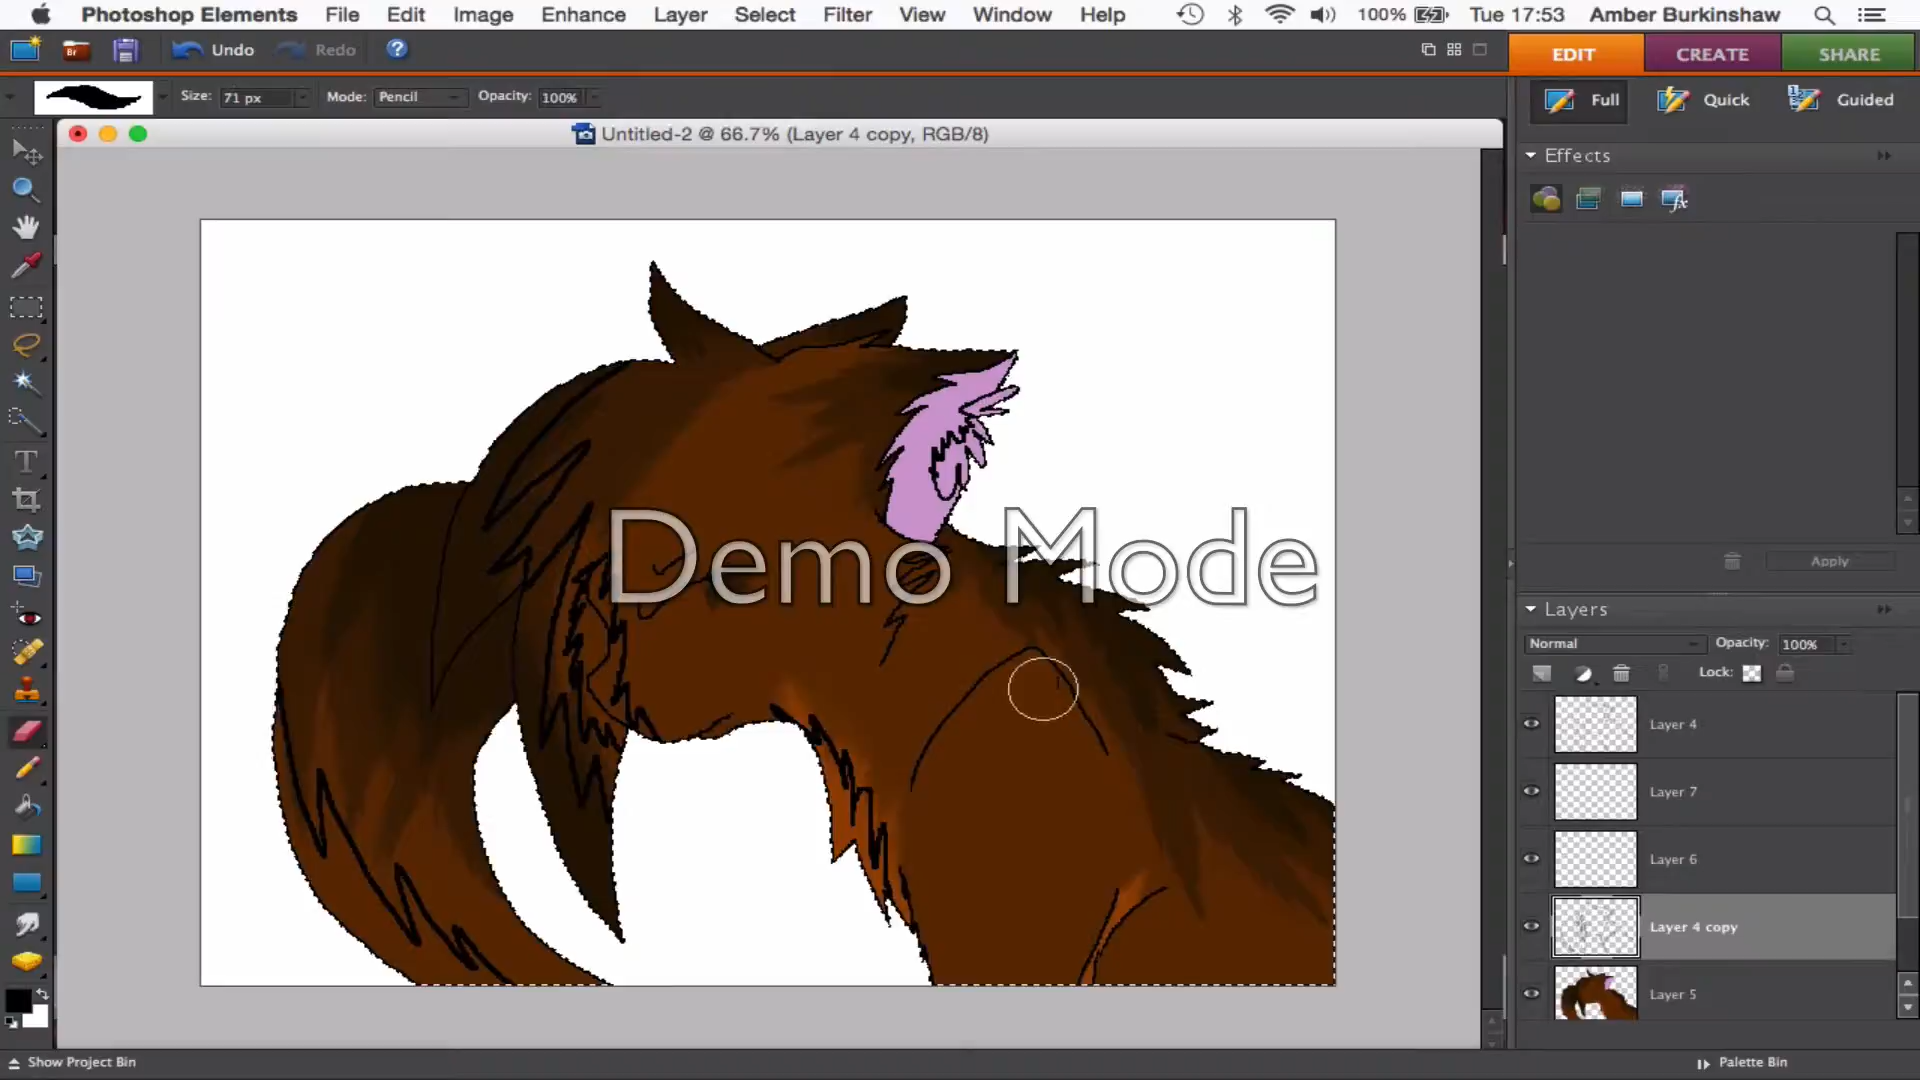 Photoshop Elements File Edit Image Enhance Layer Select Filter View Window Help 100% Tue 17:53 Amber Burkinshaw
Br Undo Redo ? EDIT CREATE SHARE
Size: 71 px Mode: Pencil Opacity: 100%
Full Quick Guided
Untitled-2 @ 66.7% (Layer 4 copy, RGB/8)
Effects
fx
T
Demo Mode
Apply
Layers
Normal Opacity: 100%
Lock:
Layer 4
Layer 7
Layer 6
Layer 4 copy
Layer 5
Show Project Bin Palette Bin